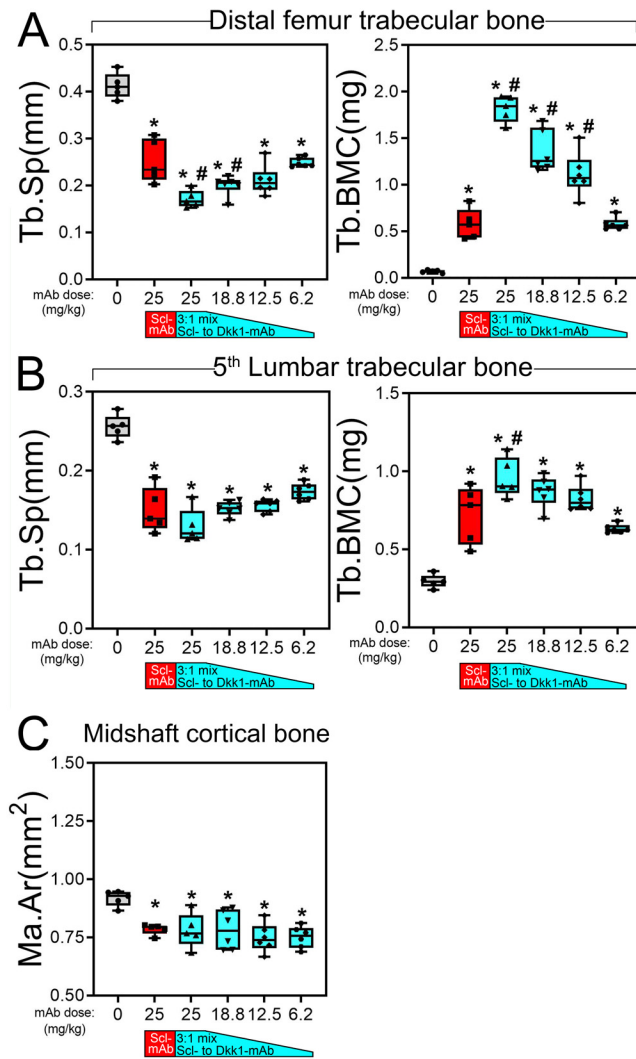 A
Distal femur trabecular bone
Tb.Sp(mm)
0.5
0.4
0.3
0.2
0.1
0.0
*
*
#
*
#
*
*
mAb dose:
(mg/kg)
0
25
25
18.8
12.5
6.2
Scl-
mAb
3:1 mix
Scl- to Dkk1-mAb
Tb.BMC(mg)
2.5
2.0
1.5
1.0
0.5
0.0
*
*
#
*
#
*
#
*
0
25
25
18.8
12.5
6.2
Scl-
mAb
3:1 mix
Scl- to Dkk1-mAb
B
5th Lumbar trabecular bone
Tb.Sp(mm)
0.3
0.2
0.1
0.0
*
*
*
*
*
mAb dose:
(mg/kg)
0
25
25
18.8
12.5
6.2
Scl-
mAb
3:1 mix
Scl- to Dkk1-mAb
Tb.BMC(mg)
1.5
1.0
0.5
0.0
*
*
#
*
*
*
0
25
25
18.8
12.5
6.2
Scl-
mAb
3:1 mix
Scl- to Dkk1-mAb
C
Midshaft cortical bone
Ma.Ar(mm2)
1.50
1.25
1.00
0.75
0.50
*
*
*
*
*
mAb dose:
(mg/kg)
0
25
25
18.8
12.5
6.2
Scl-
mAb
3:1 mix
Scl- to Dkk1-mAb